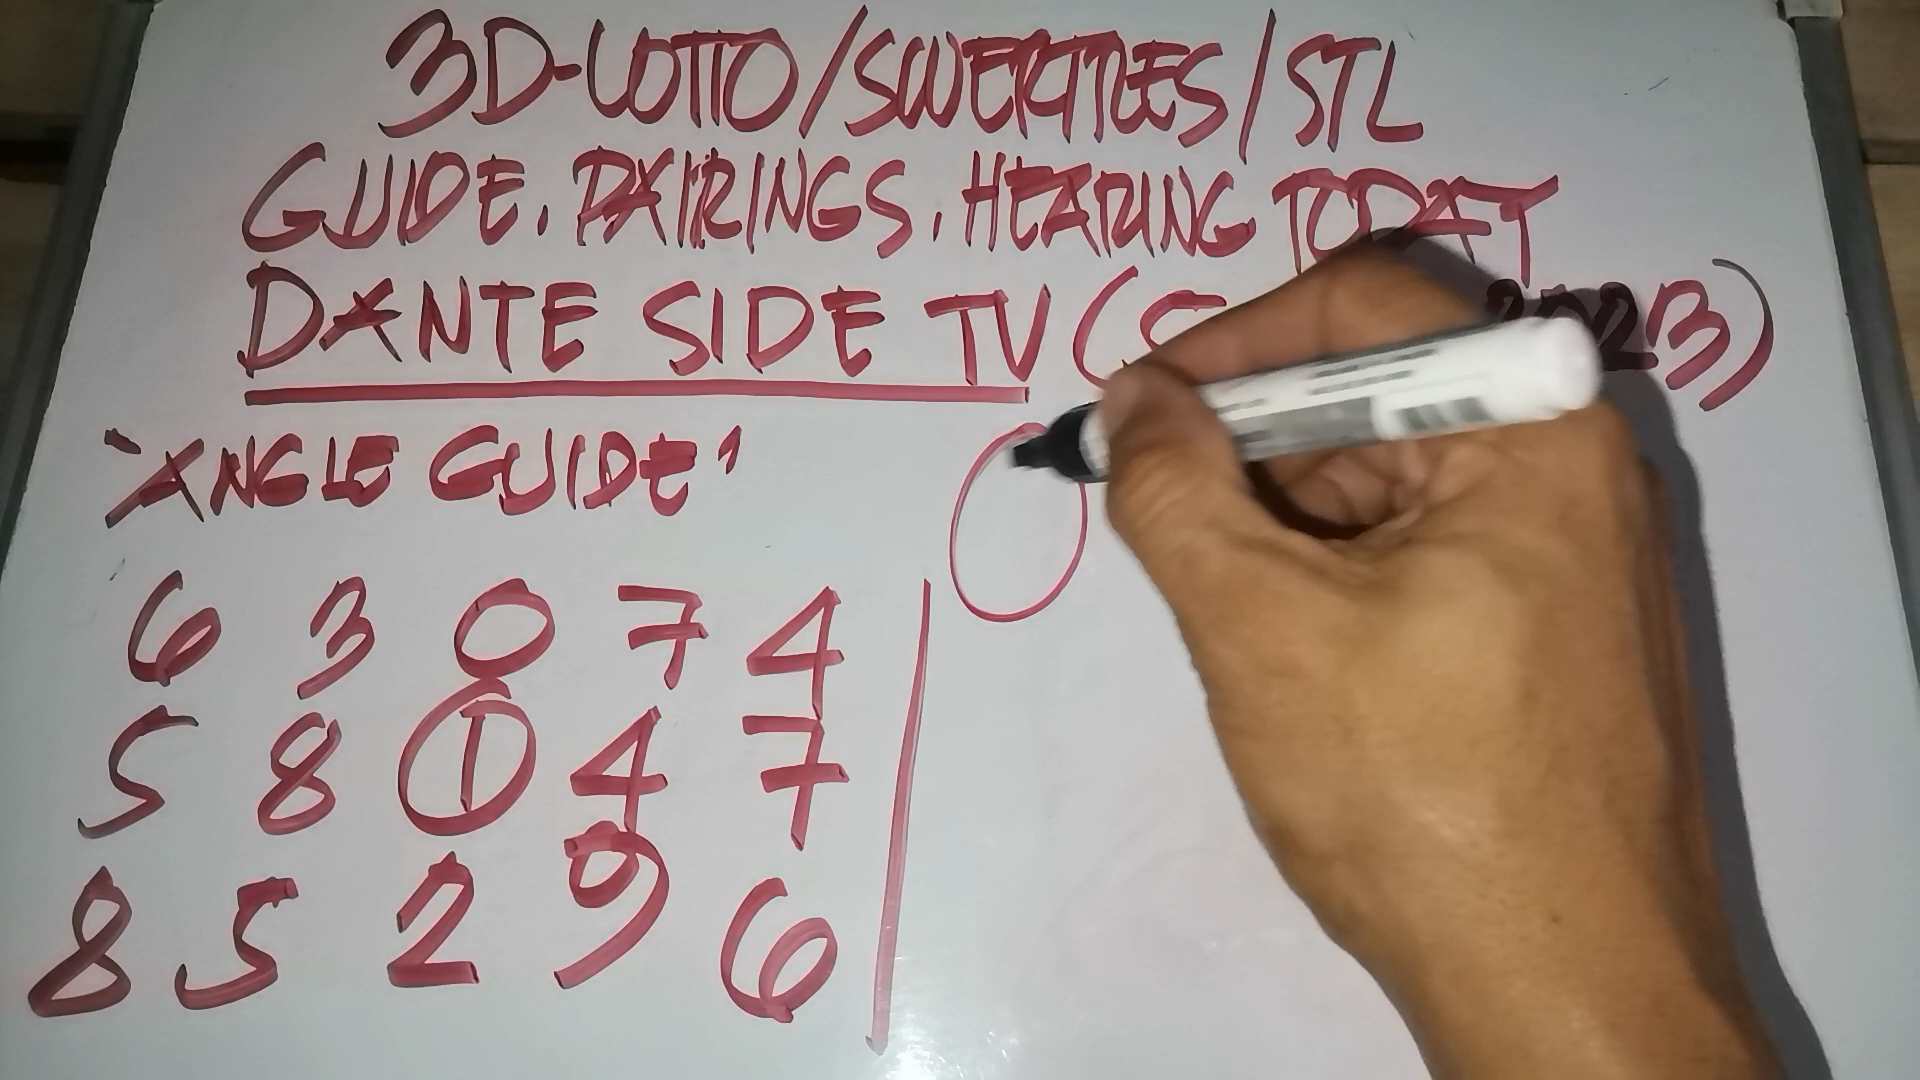 3D-LOTTO/SWERTRES/STL
GUIDE, PAIRINGS, HEARING TODAY
DANTE SIDE TV (S 2023)
"ANGLE GUIDE"
6 3 0 7 4
5 8 1 4 7
8 5 2 9 6